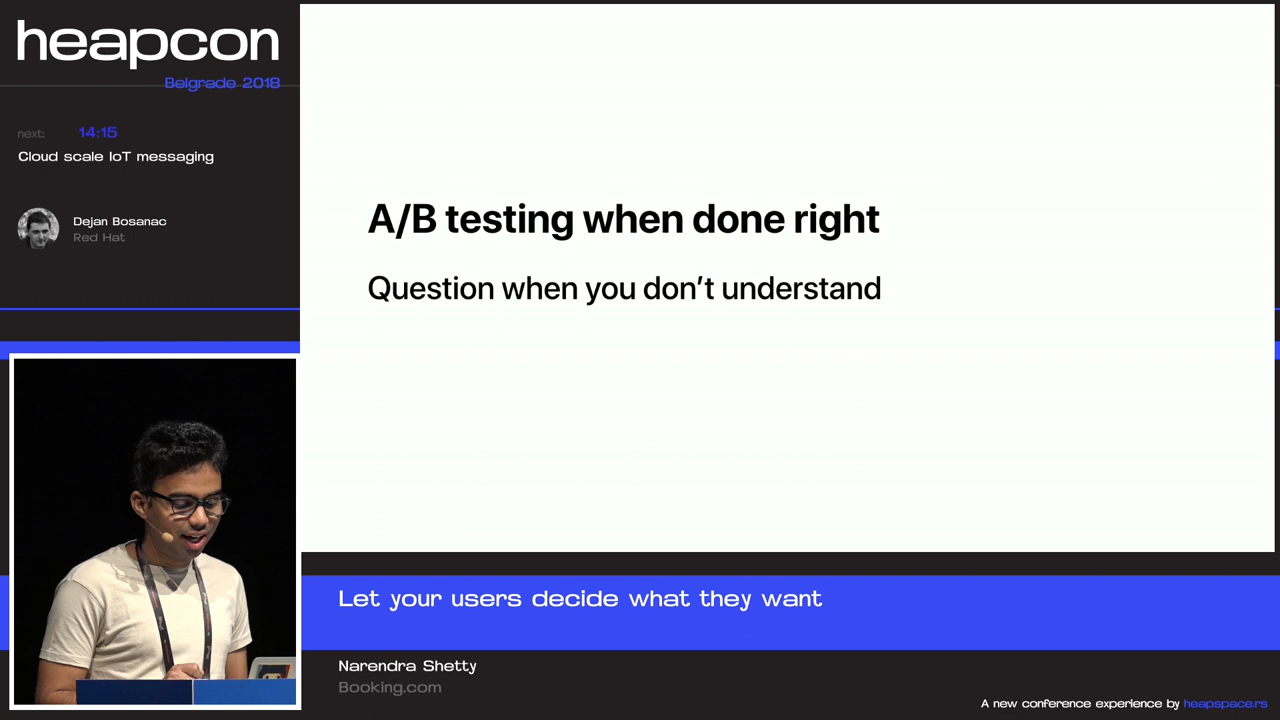 heapcon
Belgrade 2018
next: 14:15
Cloud scale IoT messaging
Dejan Bosanac
Red Hat
A/B testing when done right
Question when you don’t understand
Let your users decide what they want
Narendra Shetty
Booking.com
A new conference experience by heapspace.rs